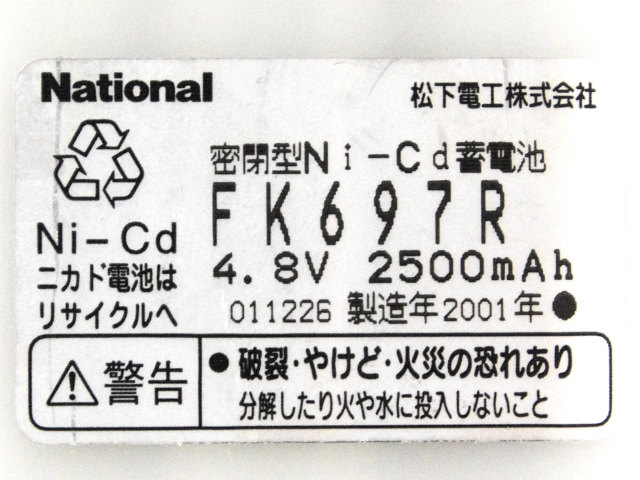 National 松下電工株式会社
密閉型Ni-Cd蓄電池
FK697R
Ni-Cd
4.8V 2500mAh
ニカド電池は
リサイクルへ
011226 製造年2001年●
警告
●破裂・やけど・火災の恐れあり
分解したり火や水に投入しないこと